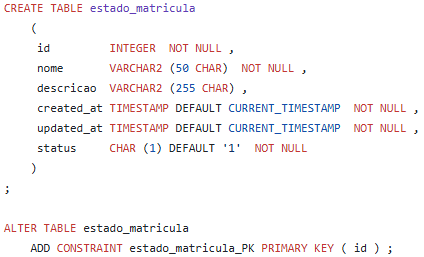 CREATE TABLE estado_matricula
(
id INTEGER NOT NULL ,
nome VARCHAR2 (50 CHAR) NOT NULL ,
descricao VARCHAR2 (255 CHAR) ,
created_at TIMESTAMP DEFAULT CURRENT_TIMESTAMP NOT NULL ,
updated_at TIMESTAMP DEFAULT CURRENT_TIMESTAMP NOT NULL ,
status CHAR (1) DEFAULT '1' NOT NULL
)
;
ALTER TABLE estado_matricula
ADD CONSTRAINT estado_matricula_PK PRIMARY KEY ( id ) ;